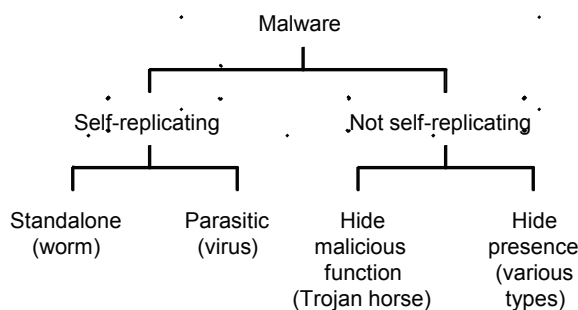 Malware
Self-replicating
Not self-replicating
Standalone
(worm)
Parasitic
(virus)
Hide
malicious
function
(Trojan horse)
Hide
presence
(various
types)